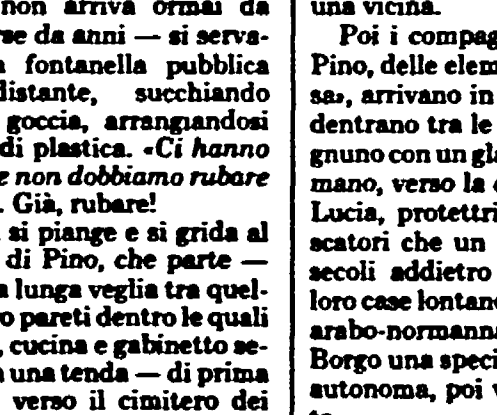 non arriva ormai da
se da anni — si serva-
fontanella pubblica
distante, succhiando
goccia, arrangiandosi
di plastica. «Ci hanno
e non dobbiamo rubare
. Già, rubare!
si piange e si grida al
di Pino, che parte —
a lunga veglia tra quel-
o pareti dentro le quali
, cucina e gabinetto se-
una tenda — di prima
verso il cimitero dei
una vicina.
Poi i compag
Pino, delle elem
sa», arrivano in
dentrano tra le
gnuno con un gla
mano, verso la
Lucia, protettri
scatori che un
secoli addietro
loro case lontano
arabo-normann
Borgo una speci
autonoma, poi v